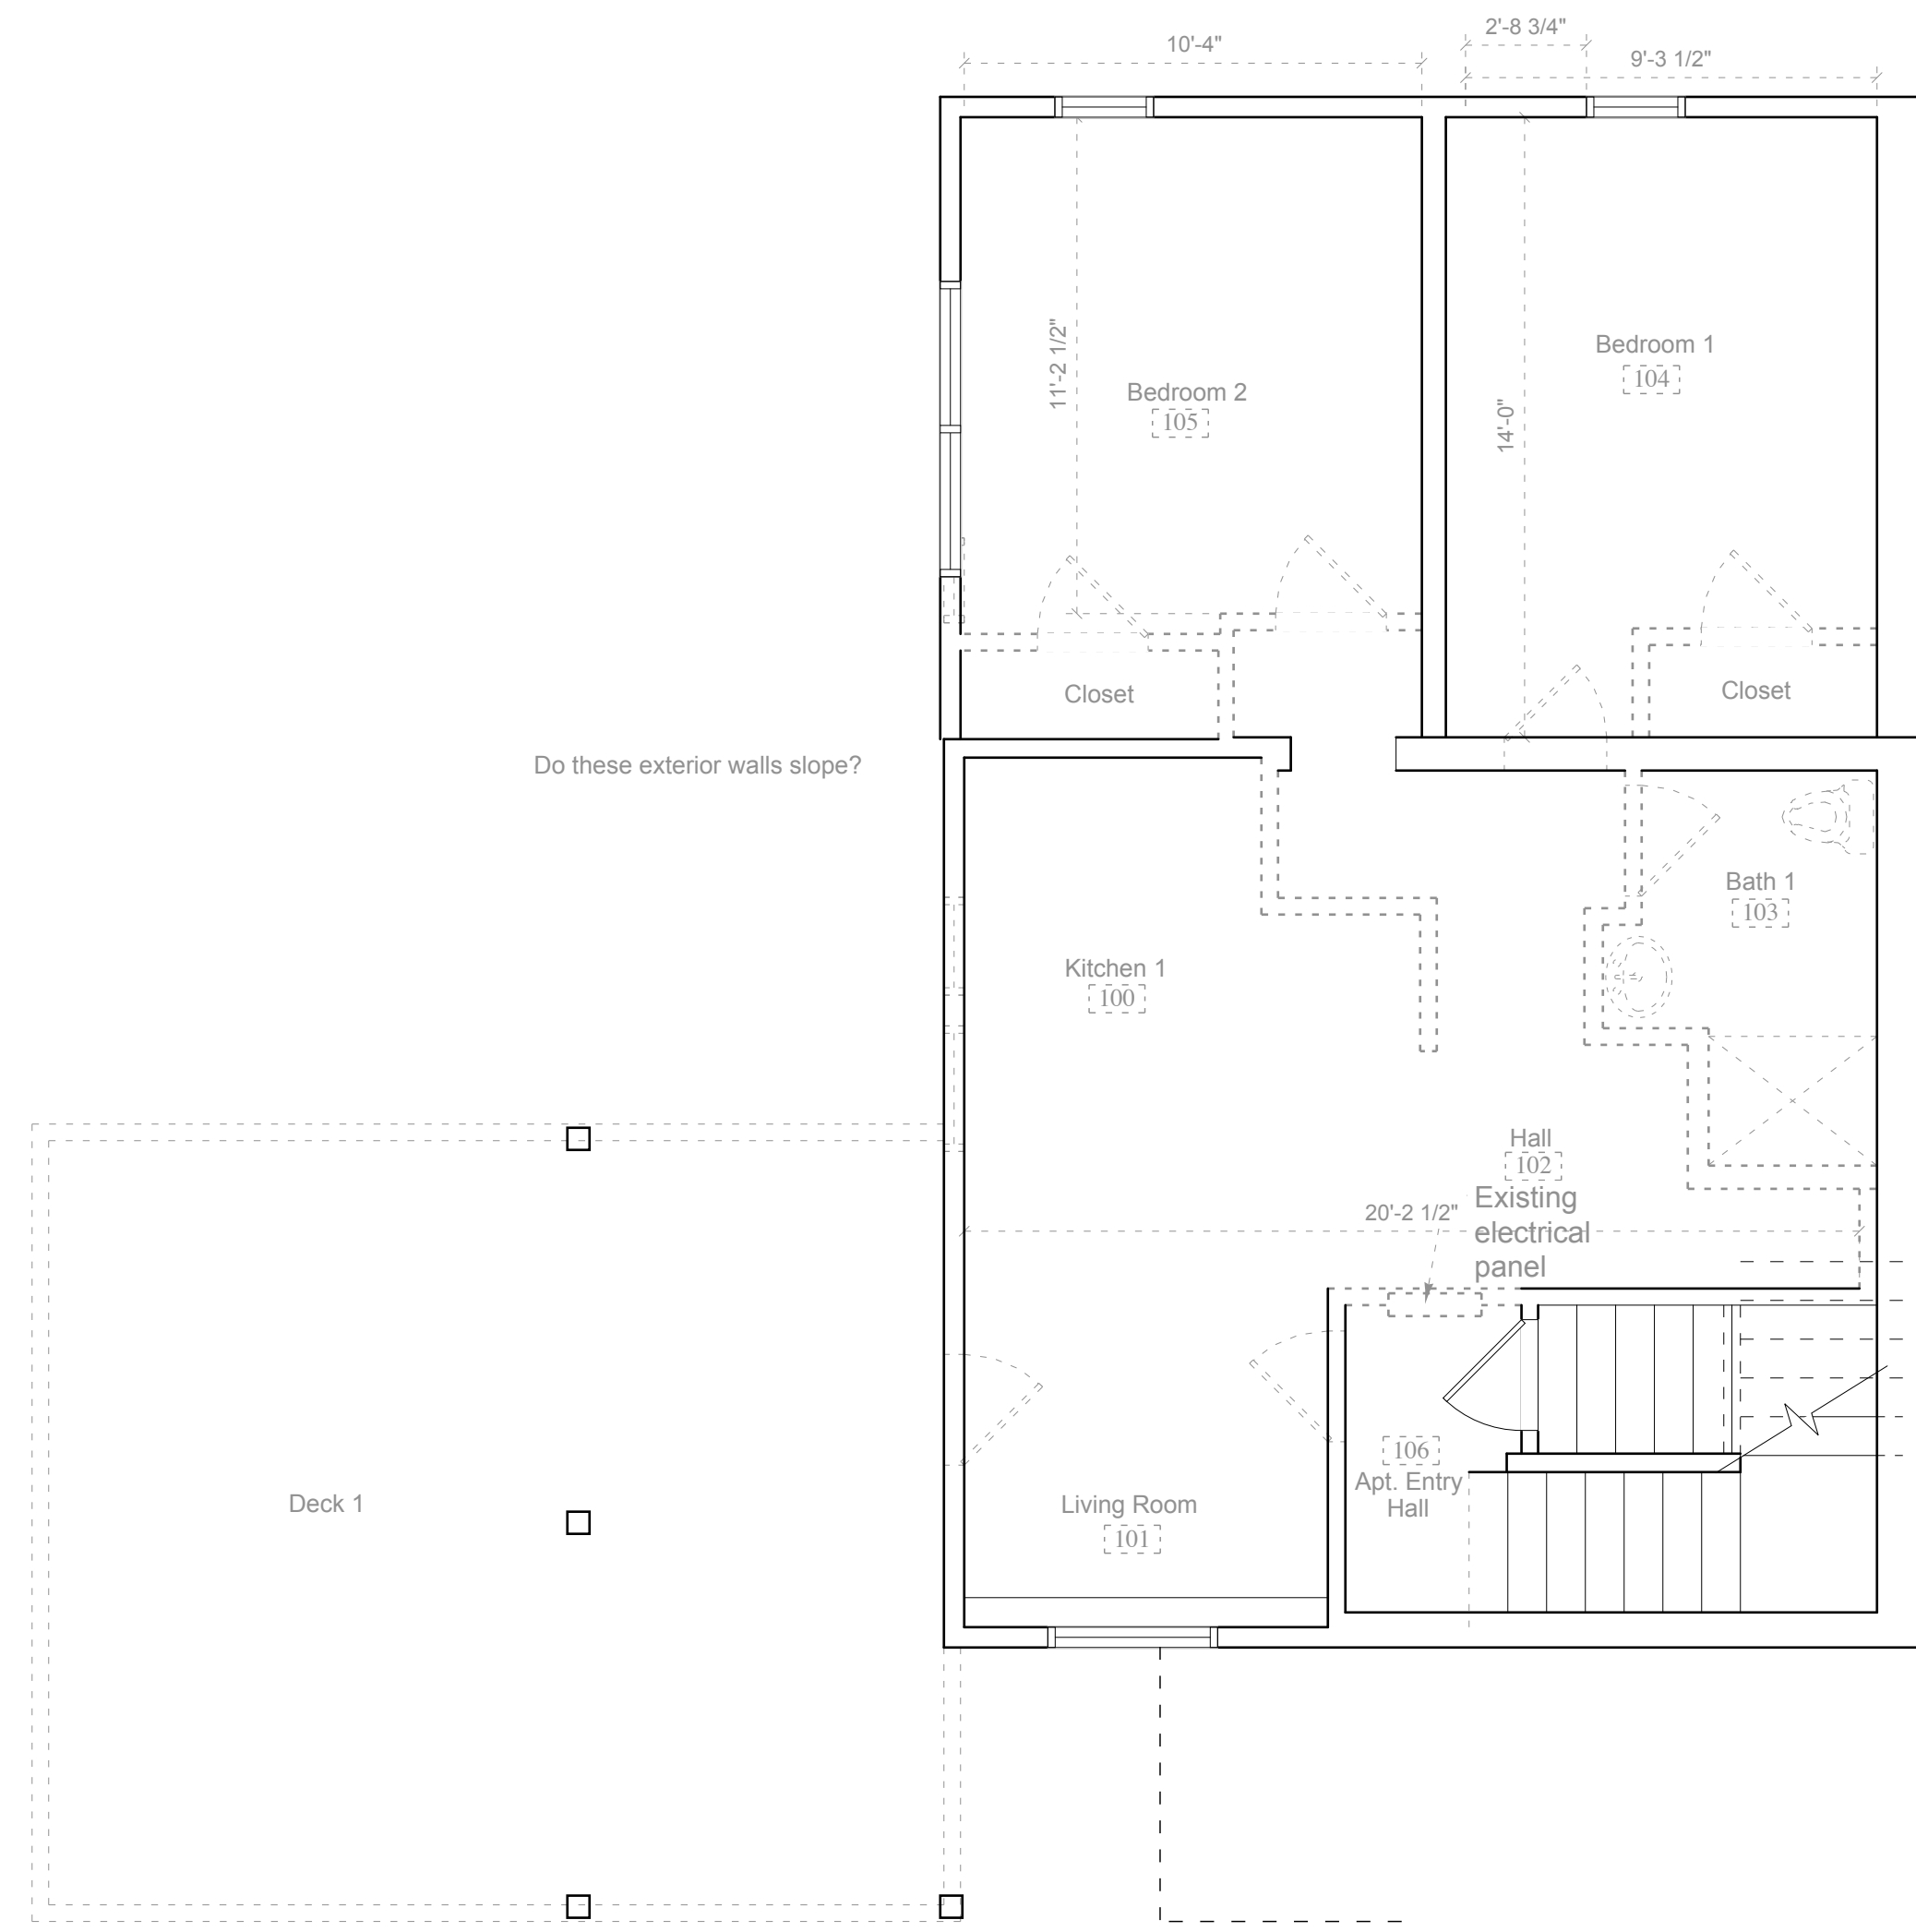 2'-8 3/4"
10'-4"
9'-3 1/2"
11'-2 1/2"
Bedroom 2
105
Bedroom 1
104
14'-0"
Closet
Closet
Do these exterior walls slope?
Bath 1
103
Kitchen 1
100
Hall
102
20'-2 1/2"
Existing
electrical
panel
106
Apt. Entry
Hall
Deck 1
Living Room
101